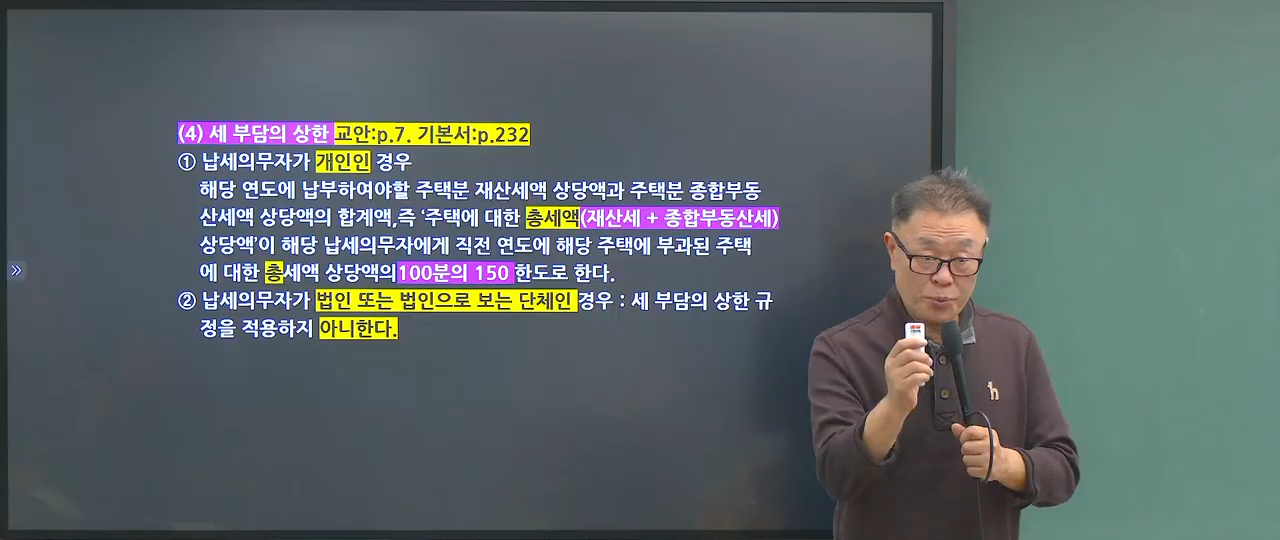 (4) 세 부담의 상한 교안:p.7. 기본서:p.232
① 납세의무자가 개인인 경우
해당 연도에 납부하여야할 주택분 재산세액 상당액과 주택분 종합부동
산세액 상당액의 합계액,즉 ‘주택에 대한 총세액(재산세 + 종합부동산세)
상당액’이 해당 납세의무자에게 직전 연도에 해당 주택에 부과된 주택
에 대한 총세액 상당액의100분의 150 한도로 한다.
② 납세의무자가 법인 또는 법인으로 보는 단체인 경우 : 세 부담의 상한 규
정을 적용하지 아니한다.